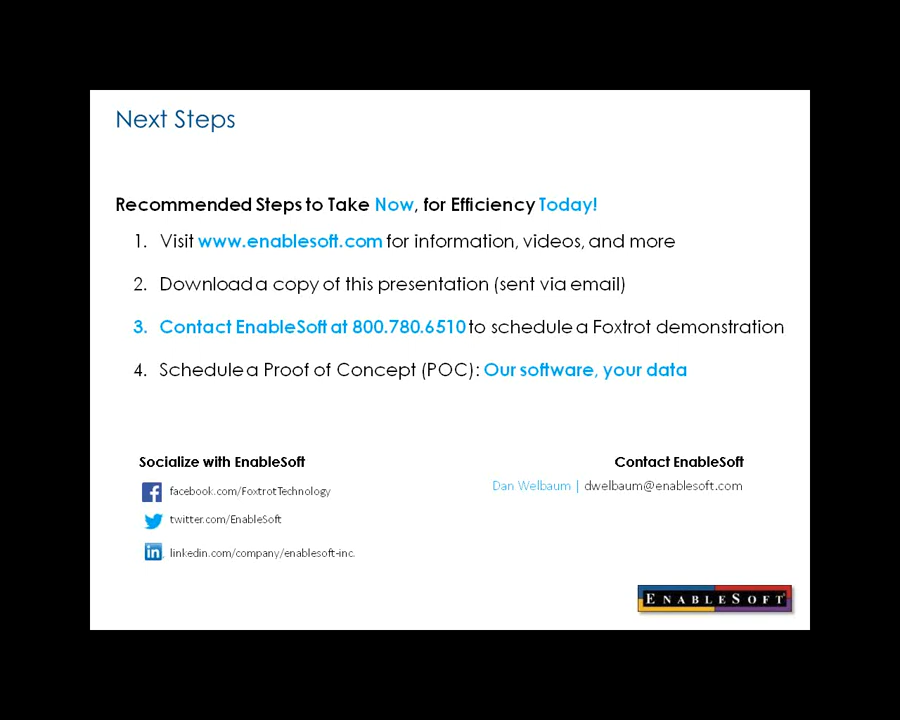 Next Steps
Recommended Steps to Take Now, for Efficiency Today!
1. Visit www.enablesoft.com for information, videos, and more
2. Download a copy of this presentation (sent via email)
3. Contact EnableSoft at 800.780.6510 to schedule a Foxtrot demonstration
4. Schedule a Proof of Concept (POC): Our software, your data
Socialize with EnableSoft
facebook.com/FoxtrotTechnology
twitter.com/EnableSoft
linkedin.com/company/enablesoft-inc.
Contact EnableSoft
Dan Welbaum | dwelbaum@enablesoft.com
ENABLESOFT